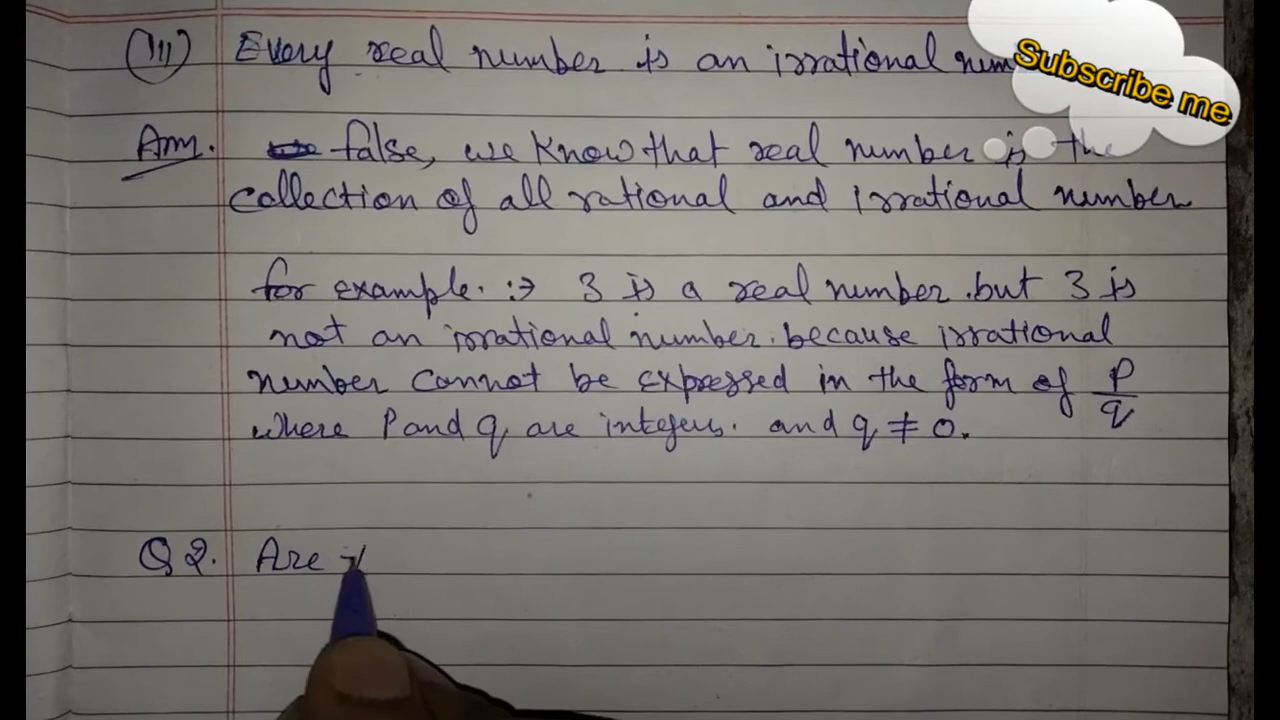 (III) Every real number is an irrational num
Subscribe me
Ans. false, we know that real number is the
collection of all rational and irrational number
for example. :→ 3 is a real number. but 3 is
not an irrational number. because irrational
number cannot be expressed in the form of P/q
where P and q are integers. and q ≠ 0.
Q 2. Are